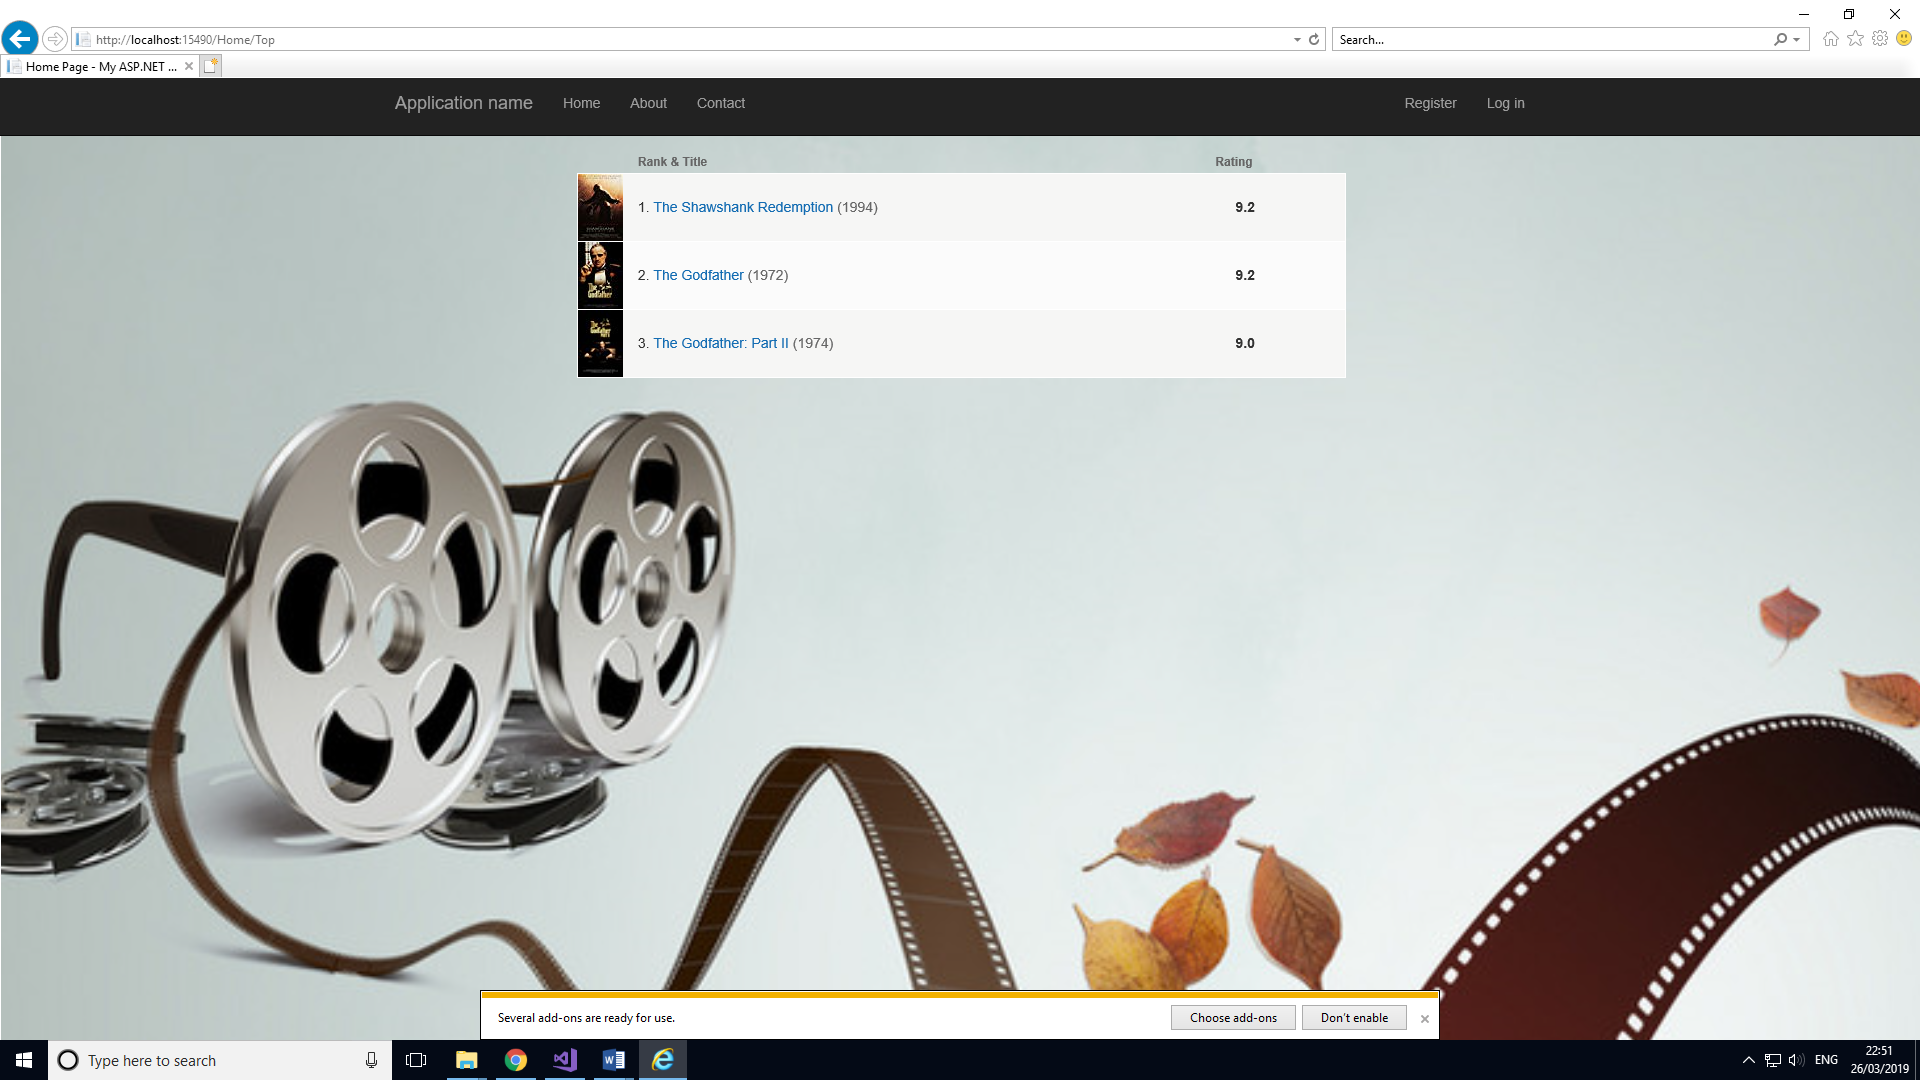 http://localhost:15490/Home/Top
Search...
Home Page - My ASP.NET ...
Application name Home About Contact Register Log in
Rank & Title Rating
1. The Shawshank Redemption (1994) 9.2
The Godfather
2. The Godfather (1972) 9.2
3. The Godfather: Part II (1974) 9.0
Several add-ons are ready for use. Choose add-ons Don't enable
Type here to search
ENG
22:51
26/03/2019